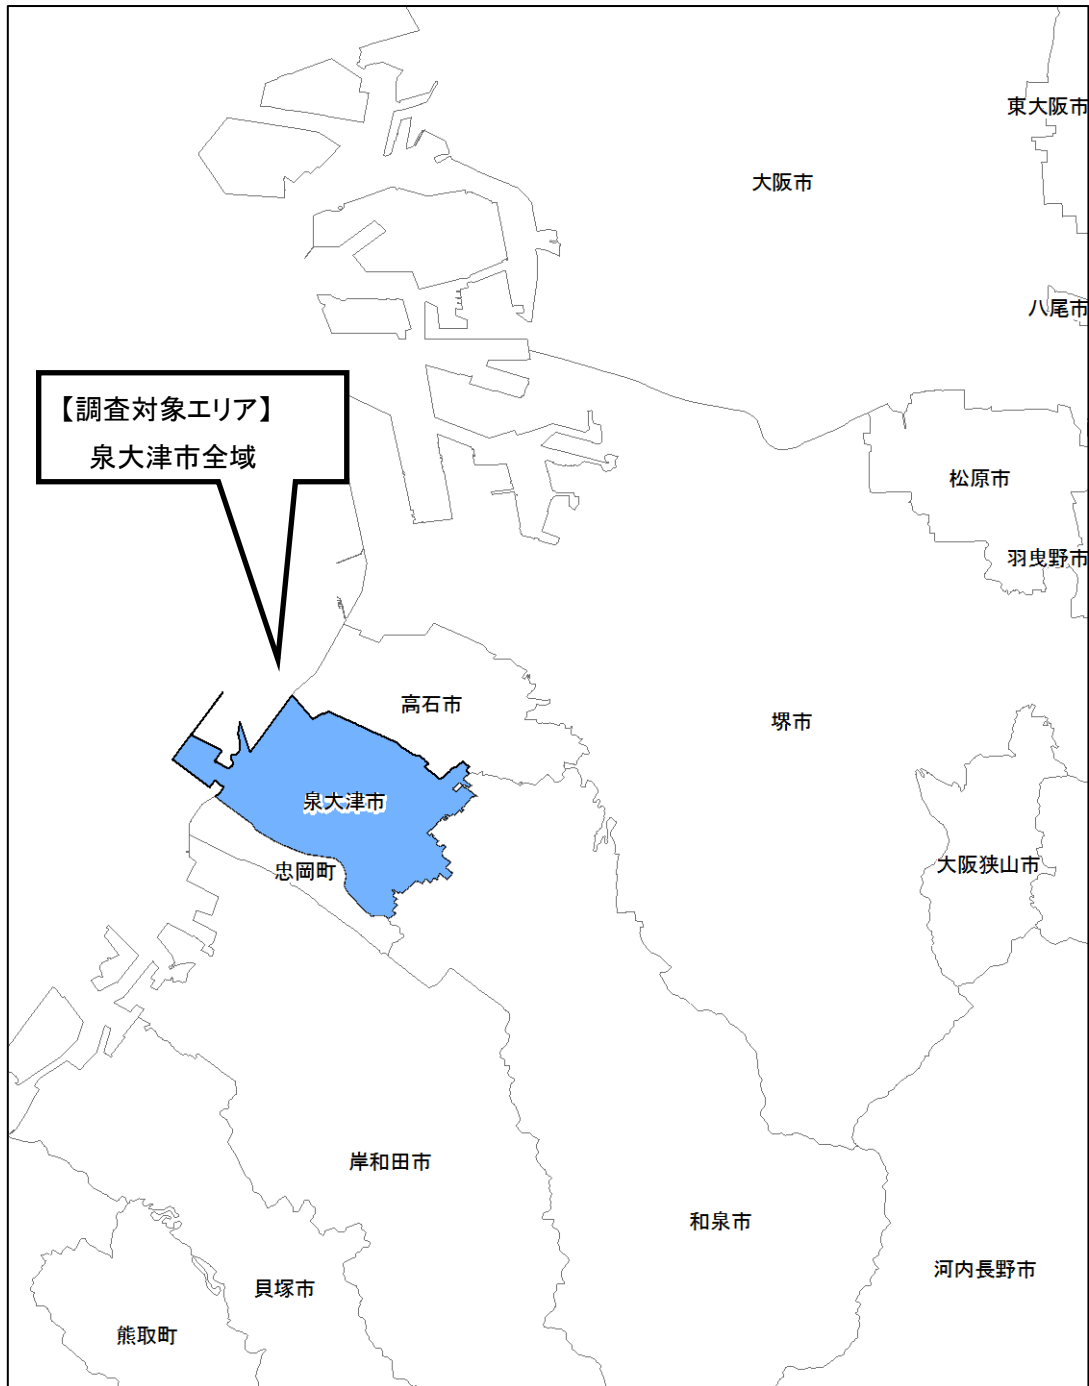 東大阪市
大阪市
八尾市
【調査対象エリア】
泉大津市全域
松原市
羽曳野市
高石市
堺市
泉大津市
大阪狭山市
忠岡町
岸和田市
和泉市
河内長野市
貝塚市
熊取町